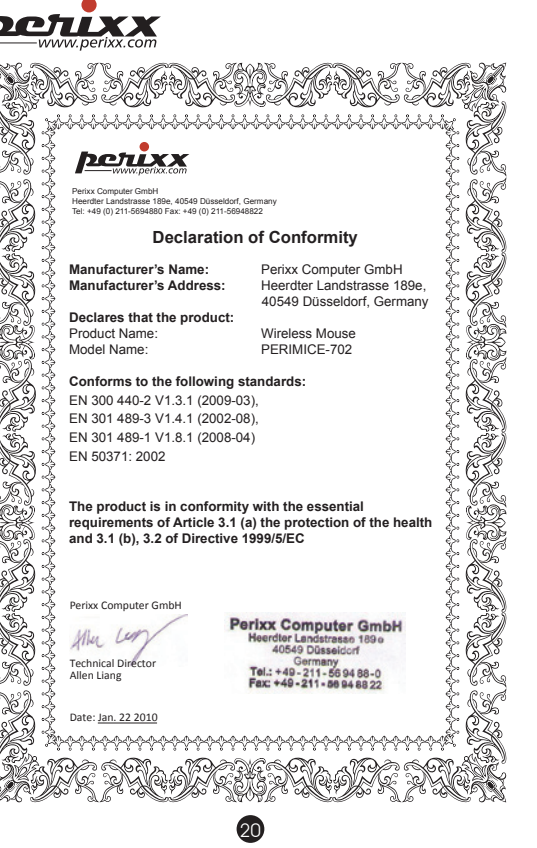 perixx
www.perixx.com
perixx
www.perixx.com
Perixx Computer GmbH
Heerdter Landstrasse 189e, 40549 Düsseldorf, Germany
Tel: +49 (0) 211-5694880 Fax: +49 (0) 211-56948822
Declaration of Conformity
Manufacturer's Name: Perixx Computer GmbH
Manufacturer's Address: Heerdter Landstrasse 189e,
40549 Düsseldorf, Germany
Declares that the product:
Product Name: Wireless Mouse
Model Name: PERIMICE-702
Conforms to the following standards:
EN 300 440-2 V1.3.1 (2009-03),
EN 301 489-3 V1.4.1 (2002-08),
EN 301 489-1 V1.8.1 (2008-04)
EN 50371: 2002
The product is in conformity with the essential
requirements of Article 3.1 (a) the protection of the health
and 3.1 (b), 3.2 of Directive 1999/5/EC
Perixx Computer GmbH
Technical Director
Allen Liang
Perixx Computer GmbH
Heerdter Landstrasse 189e
40549 Düsseldorf
Germany
Tel.: +49-211-56 94 88-0
Fax: +49-211-56 94 88 22
Date: Jan. 22 2010
20